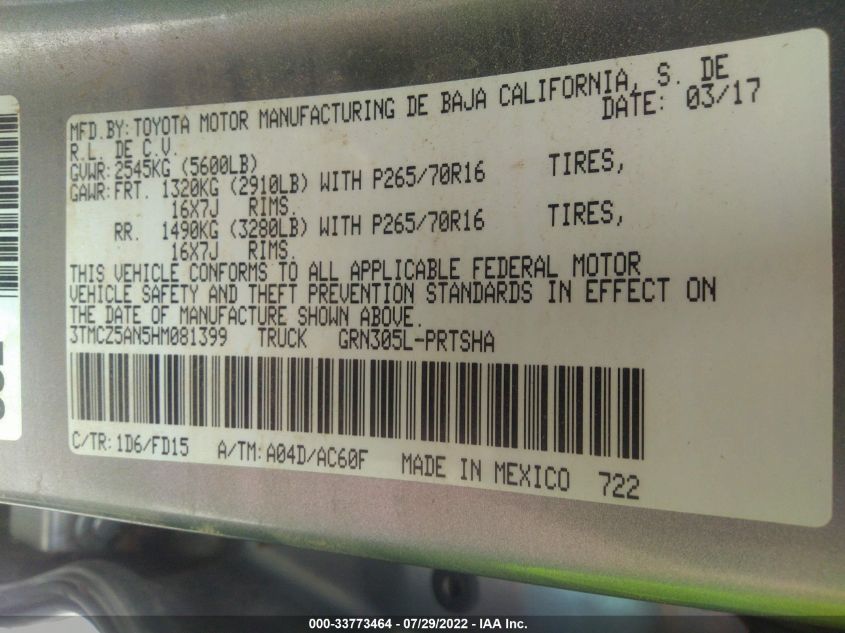 MFD.BY:TOYOTA MOTOR MANUFACTURING DE BAJA CALIFORNIA, S. DE
R.L. DE C.V. DATE: 03/17
GVWR:2545KG (5600LB)
GAWR:FRT. 1320KG (2910LB) WITH P265/70R16 TIRES,
16X7J RIMS.
RR. 1490KG (3280LB) WITH P265/70R16 TIRES,
16X7J RIMS.
THIS VEHICLE CONFORMS TO ALL APPLICABLE FEDERAL MOTOR
VEHICLE SAFETY AND THEFT PREVENTION STANDARDS IN EFFECT ON
THE DATE OF MANUFACTURE SHOWN ABOVE.
3TMCZ5AN5HM081399 TRUCK GRN305L-PRTSHA
C/TR:1D6/FD15 A/TM:A04D/AC60F MADE IN MEXICO 722
000-33773464 / 07/29/2022 - IAA Inc.